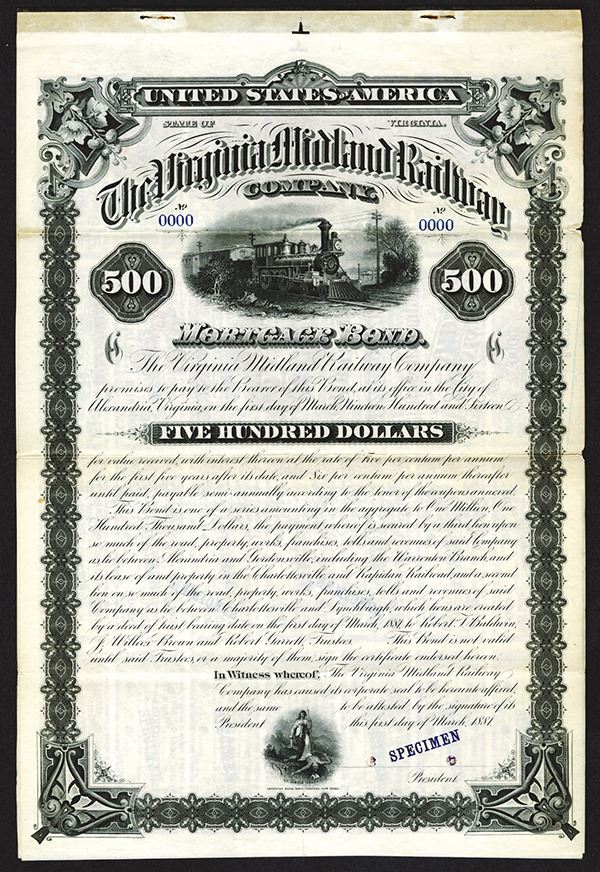 UNITED STATES OF AMERICA
STATE OF VIRGINIA.
The Virginia Midland Railway
COMPANY.
No 0000 No 0000
500 500
MORTGAGE BOND.
The Virginia Midland Railway Company
promises to pay to the Bearer of this Bond, at its office in the City of
Alexandria, Virginia, on the first day of March, Nineteen Hundred and Sixteen
FIVE HUNDRED DOLLARS
for value received, with interest thereon at the rate of Five per centum per annum
for the first five years after its date, and Six per centum per annum thereafter
until paid, payable semi-annually according to the tenor of the coupons annexed.
This Bond is one of a series amounting in the aggregate to One Million, One
Hundred Thousand Dollars, the payment whereof is secured by a third lien upon
so much of the road, property, works, franchises, tolls and revenues of said Company
as lie between Alexandria and Gordonsville, including the Warrenton Branch, and
its lease of and property in the Charlottesville and Rapidan Railroad, and a second
lien on so much of the road, property, works, franchises, tolls and revenues of said
Company as lie between Charlottesville and Lynchburgh, which liens are created
by a deed of trust bearing date on the first day of March, 1881, to Robert T. Baldwin,
J. Willcox Brown and Robert Garrett, Trustees. This Bond is not valid
until said Trustees, or a majority of them, sign the certificate endorsed hereon.
In Witness whereof, The Virginia Midland Railway
Company has caused its corporate seal to be hereunto affixed,
and the same to be attested by the signature of its
President this first day of March, 1881.
SPECIMEN
President.
AMERICAN BANK NOTE COMPANY, NEW YORK.